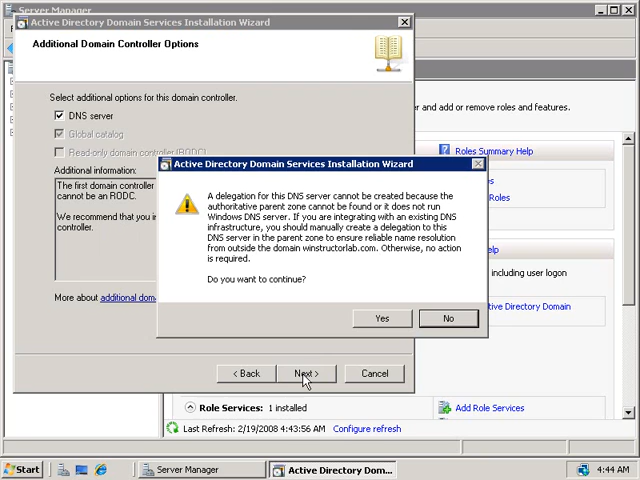 Server Manager
Active Directory Domain Services Installation Wizard
Additional Domain Controller Options
Select additional options for this domain controller.
DNS server
Global catalog
Read-only domain controller (RODC)
Additional information:
The first domain controller
cannot be an RODC.
We recommend that you in
controller.
More about additional dom
< Back
Next >
Cancel
Active Directory Domain Services Installation Wizard
A delegation for this DNS server cannot be created because the
authoritative parent zone cannot be found or it does not run
Windows DNS server. If you are integrating with an existing DNS
infrastructure, you should manually create a delegation to this
DNS server in the parent zone to ensure reliable name resolution
from outside the domain winstructorlab.com. Otherwise, no action
is required.
Do you want to continue?
Yes
No
er and add or remove roles and features.
Roles Summary Help
es
Roles
elp
including user logon
ctive Directory Domain
Role Services: 1 installed
Add Role Services
Last Refresh: 2/19/2008 4:43:56 AM Configure refresh
Start
Server Manager
Active Directory Dom...
4:44 AM